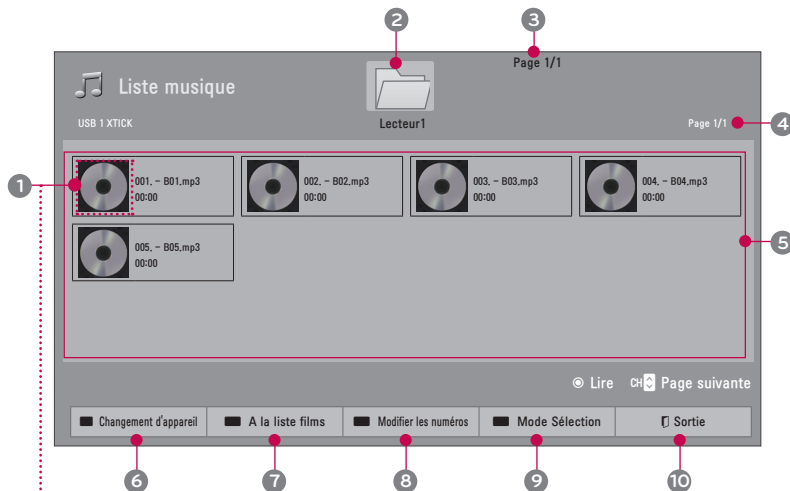 2
3
Page 1/1
Liste musique
USB 1 XTICK
Lecteur1
Page 1/1
4
1
001. - B01.mp3
00:00
002. - B02.mp3
00:00
003. - B03.mp3
00:00
004. - B04.mp3
00:00
5
005. - B05.mp3
00:00
Lire CH Page suivante
Changement d'appareil
A la liste films
Modifier les numéros
Mode Sélection
Sortie
6
7
8
9
10